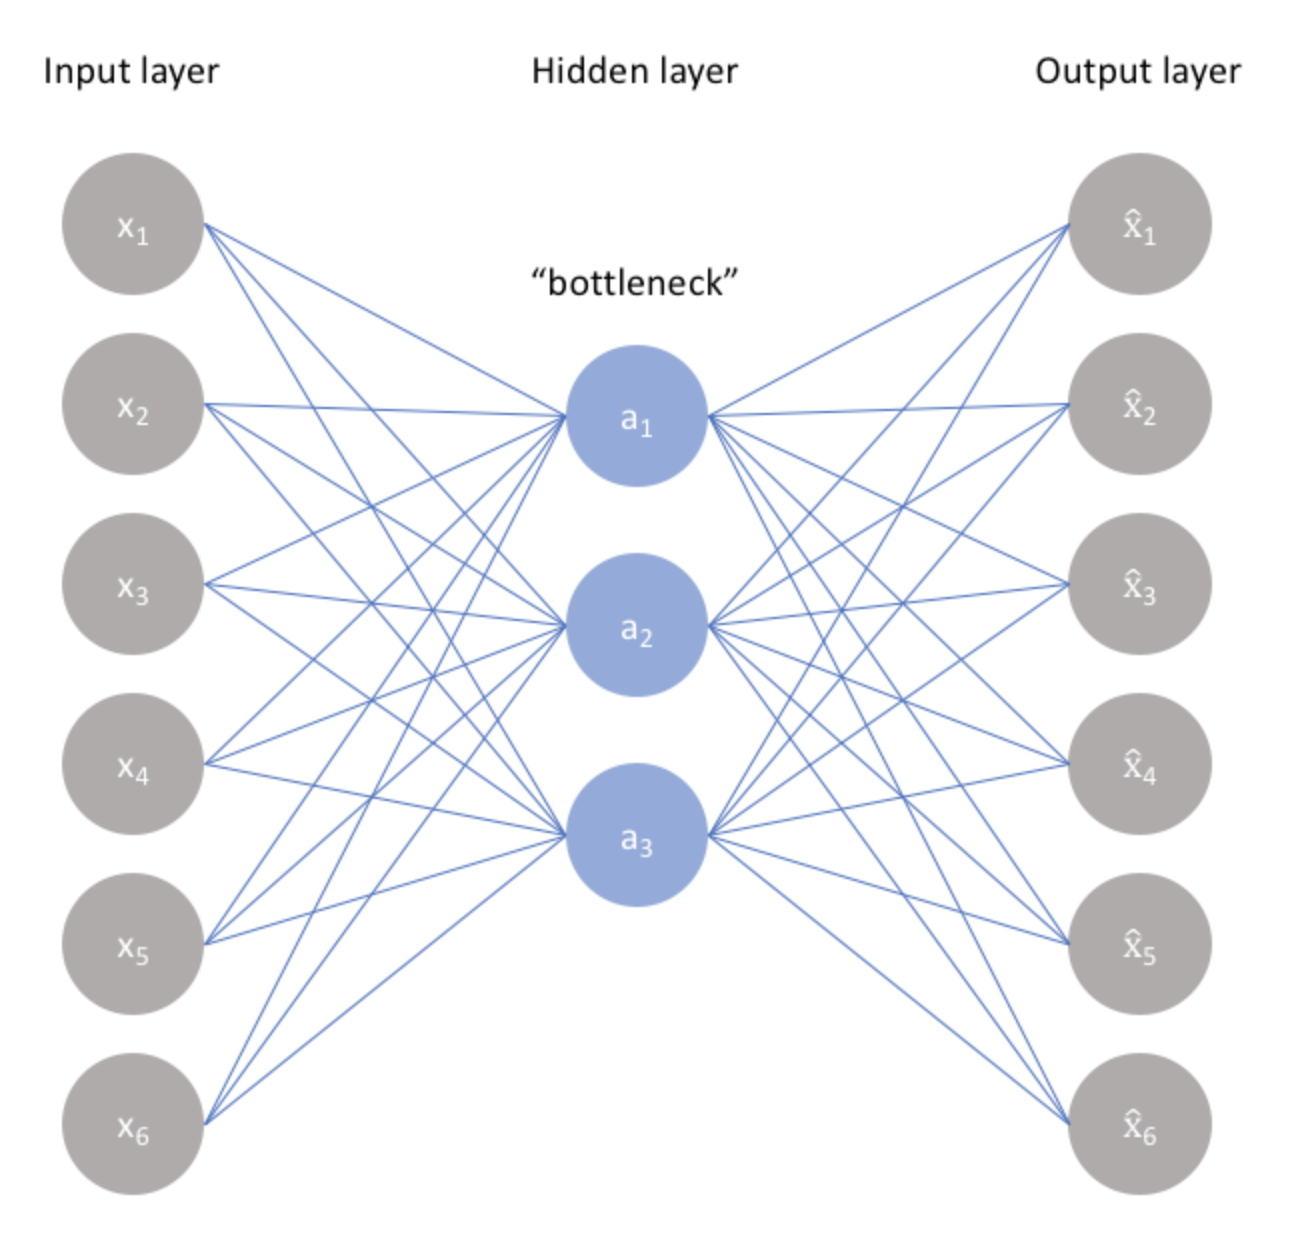 Input layer
Hidden layer
Output layer
“bottleneck”
x₁
x₂
x₃
x₄
x₅
x₆
a₁
a₂
a₃
x̂₁
x̂₂
x̂₃
x̂₄
x̂₅
x̂₆